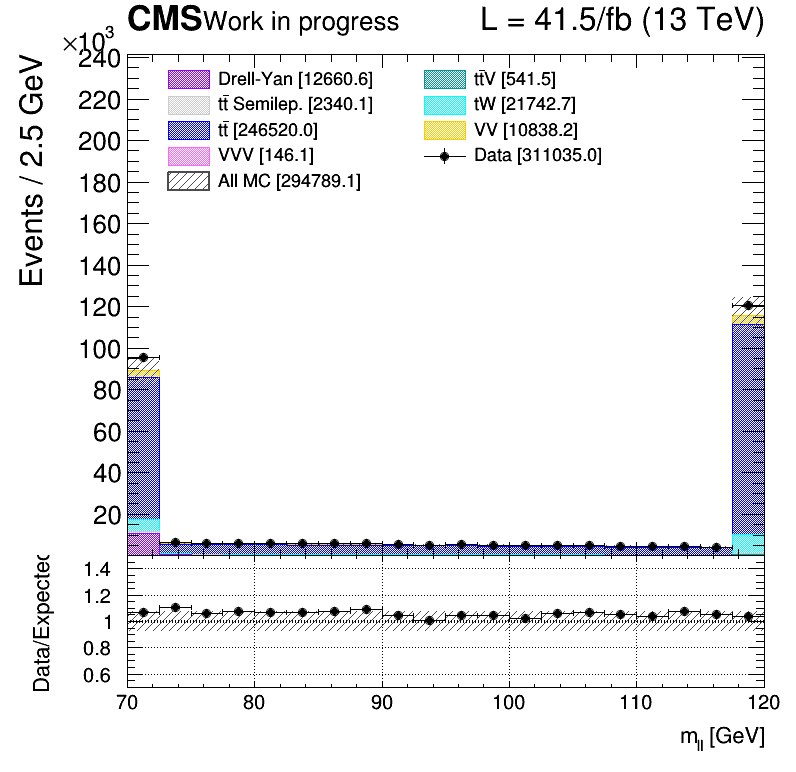 CMS Work in progress L = 41.5/fb (13 TeV)
×10³
Events / 2.5 GeV
240
220
200
180
160
140
120
100
80
60
40
20
Drell-Yan [12660.6]
tt̄ Semilep. [2340.1]
tt̄ [246520.0]
VVV [146.1]
All MC [294789.1]
tt̄V [541.5]
tW [21742.7]
VV [10838.2]
Data [311035.0]
Data/Expected
1.4
1.2
1
0.8
0.6
70 80 90 100 110 120
m_ll [GeV]